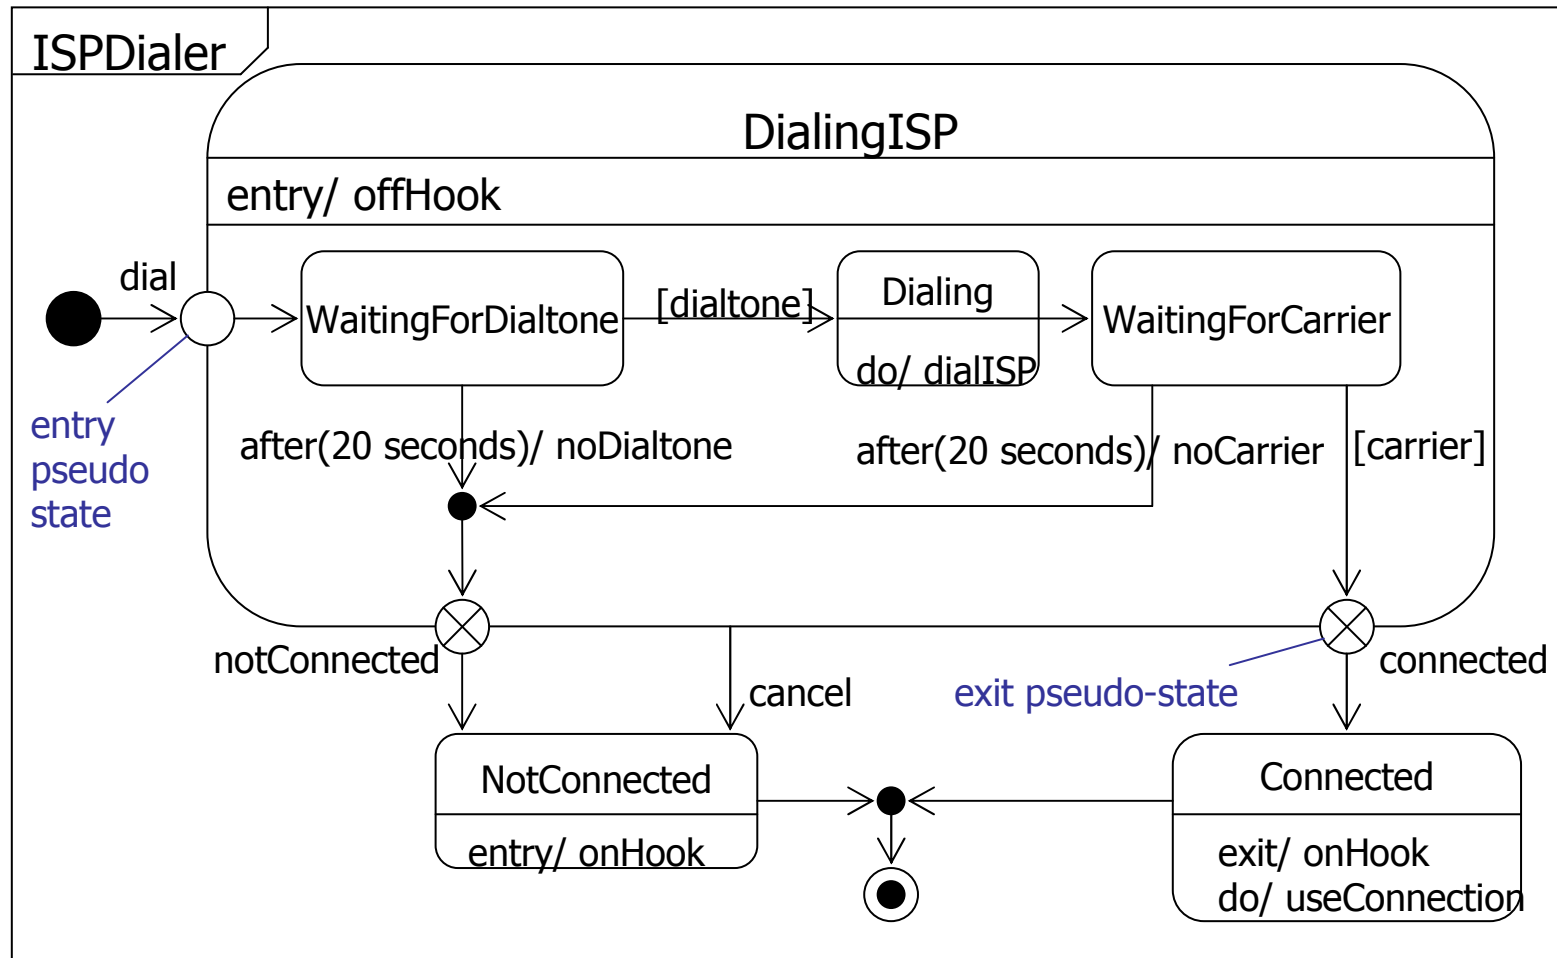 ISPDialer
DialingISP
entry/ offHook
dial
WaitingForDialtone
[dialtone]
Dialing
do/ dialISP
WaitingForCarrier
entry
pseudo
state
after(20 seconds)/ noDialtone
after(20 seconds)/ noCarrier
[carrier]
notConnected
cancel
exit pseudo-state
connected
NotConnected
entry/ onHook
Connected
exit/ onHook
do/ useConnection